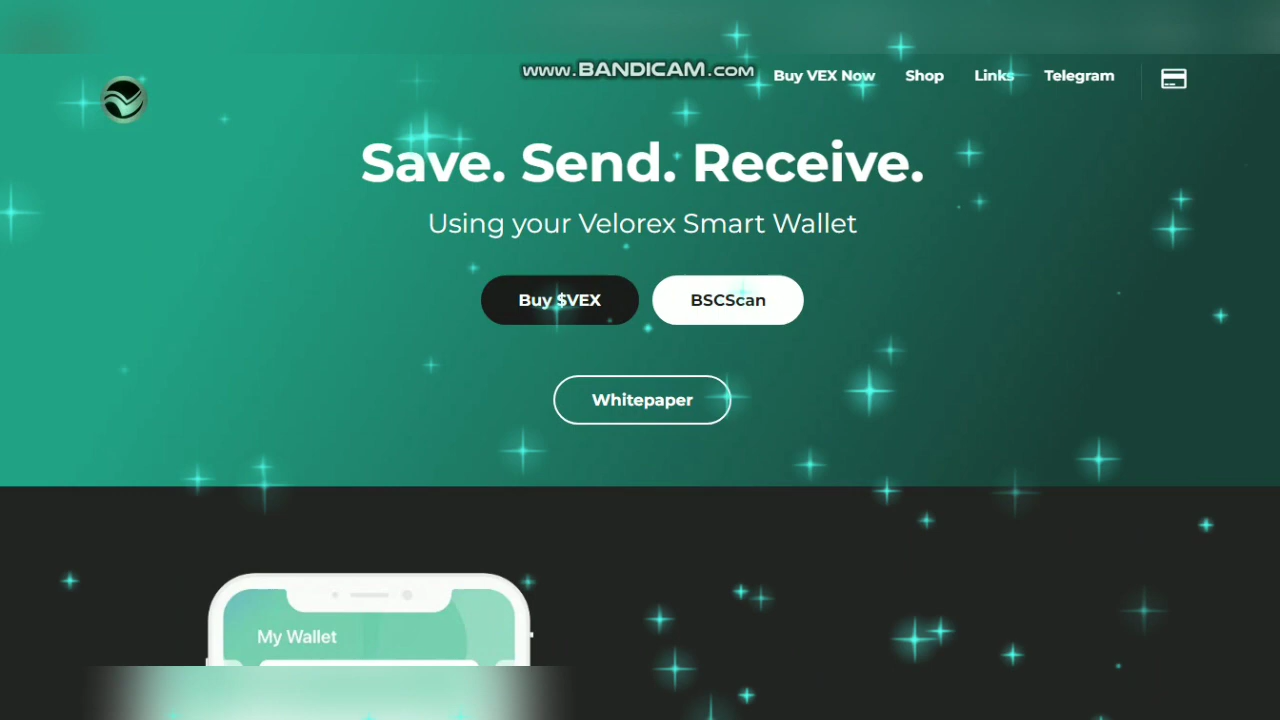 www.BANDICAM.com
Buy VEX Now Shop Links Telegram
Save. Send. Receive.
Using your Velorex Smart Wallet
Buy $VEX BSCScan
Whitepaper
My Wallet